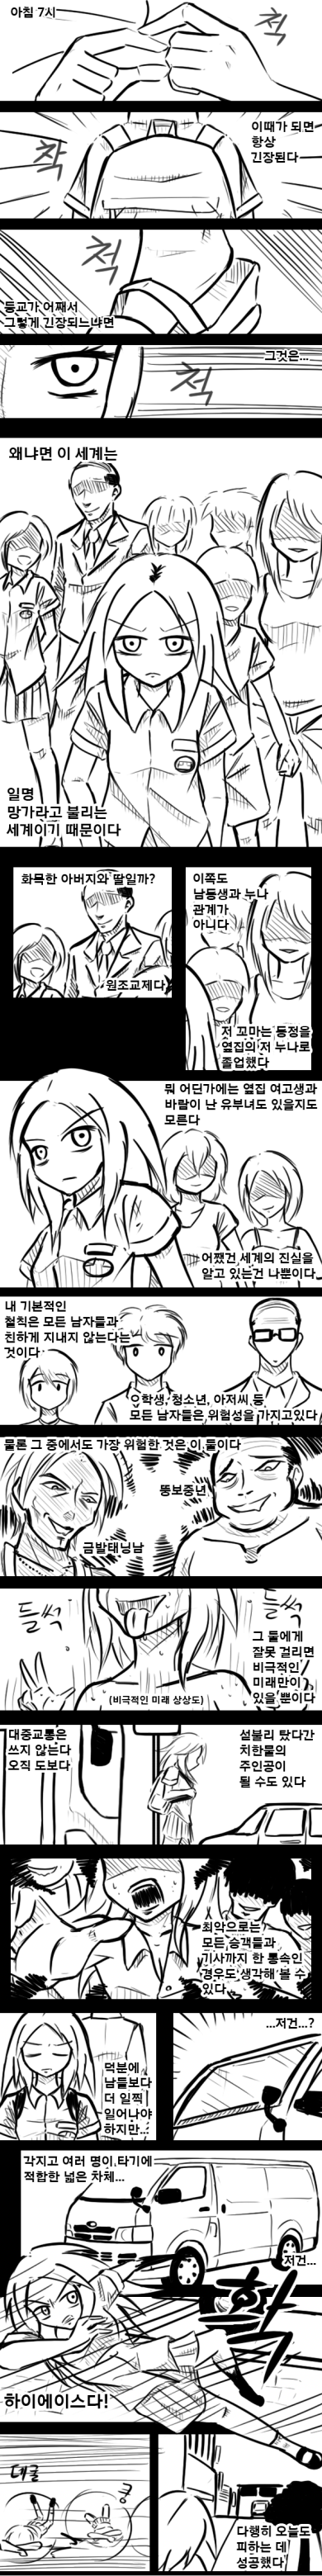 아침 7시
척
이때가 되면
항상
긴장된다
착
척
등교가 어째서
그렇게 긴장되느냐면
그것은...
척
왜냐면 이 세계는
일명
망가라고 불리는
세계이기 때문이다
화목한 아버지와 딸일까?
원조교제다
이쪽도
남동생과 누나
관계가
아니다
저 꼬마는 동정을
옆집의 저 누나로
졸업했다
뭐 어딘가에는 옆집 여고생과
바람이 난 유부녀도 있을지도
모른다
어쨌건 세계의 진실을
알고 있는건 나뿐이다
내 기본적인
철칙은 모든 남자들과
친하게 지내지 않는다는
것이다
○학생, 청소년, 아저씨 등
모든 남자들은 위험성을 가지고있다
물론 그 중에서도 가장 위험한 것은 이 둘이다
뚱보중년
금발태닝남
들썩
들썩
그 둘에게
잘못 걸리면
비극적인
미래만이
있을 뿐이다
(비극적인 미래 상상도)
대중교통은
쓰지 않는다
오직 도보다
섣불리 탔다간
치한물의
주인공이
될 수도 있다
최악으로는
모든 승객들과
기사까지 한 통속인
경우도 생각해 볼 수
있다
덕분에
남들보다
더 일찍
일어나야
하지만...
...저건...?
각지고 여러 명이 타기에
적합한 넓은 차체...
저건...
확
하이에이스다!
데굴
쿵
다행히 오늘도
피하는 데
성공했다